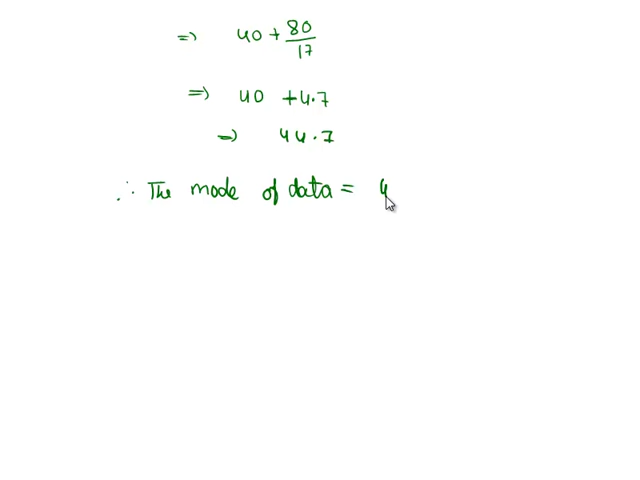 ⇒ 40 + 80/17
⇒ 40 + 4.7
⇒ 44.7
∴ The mode of data = 4